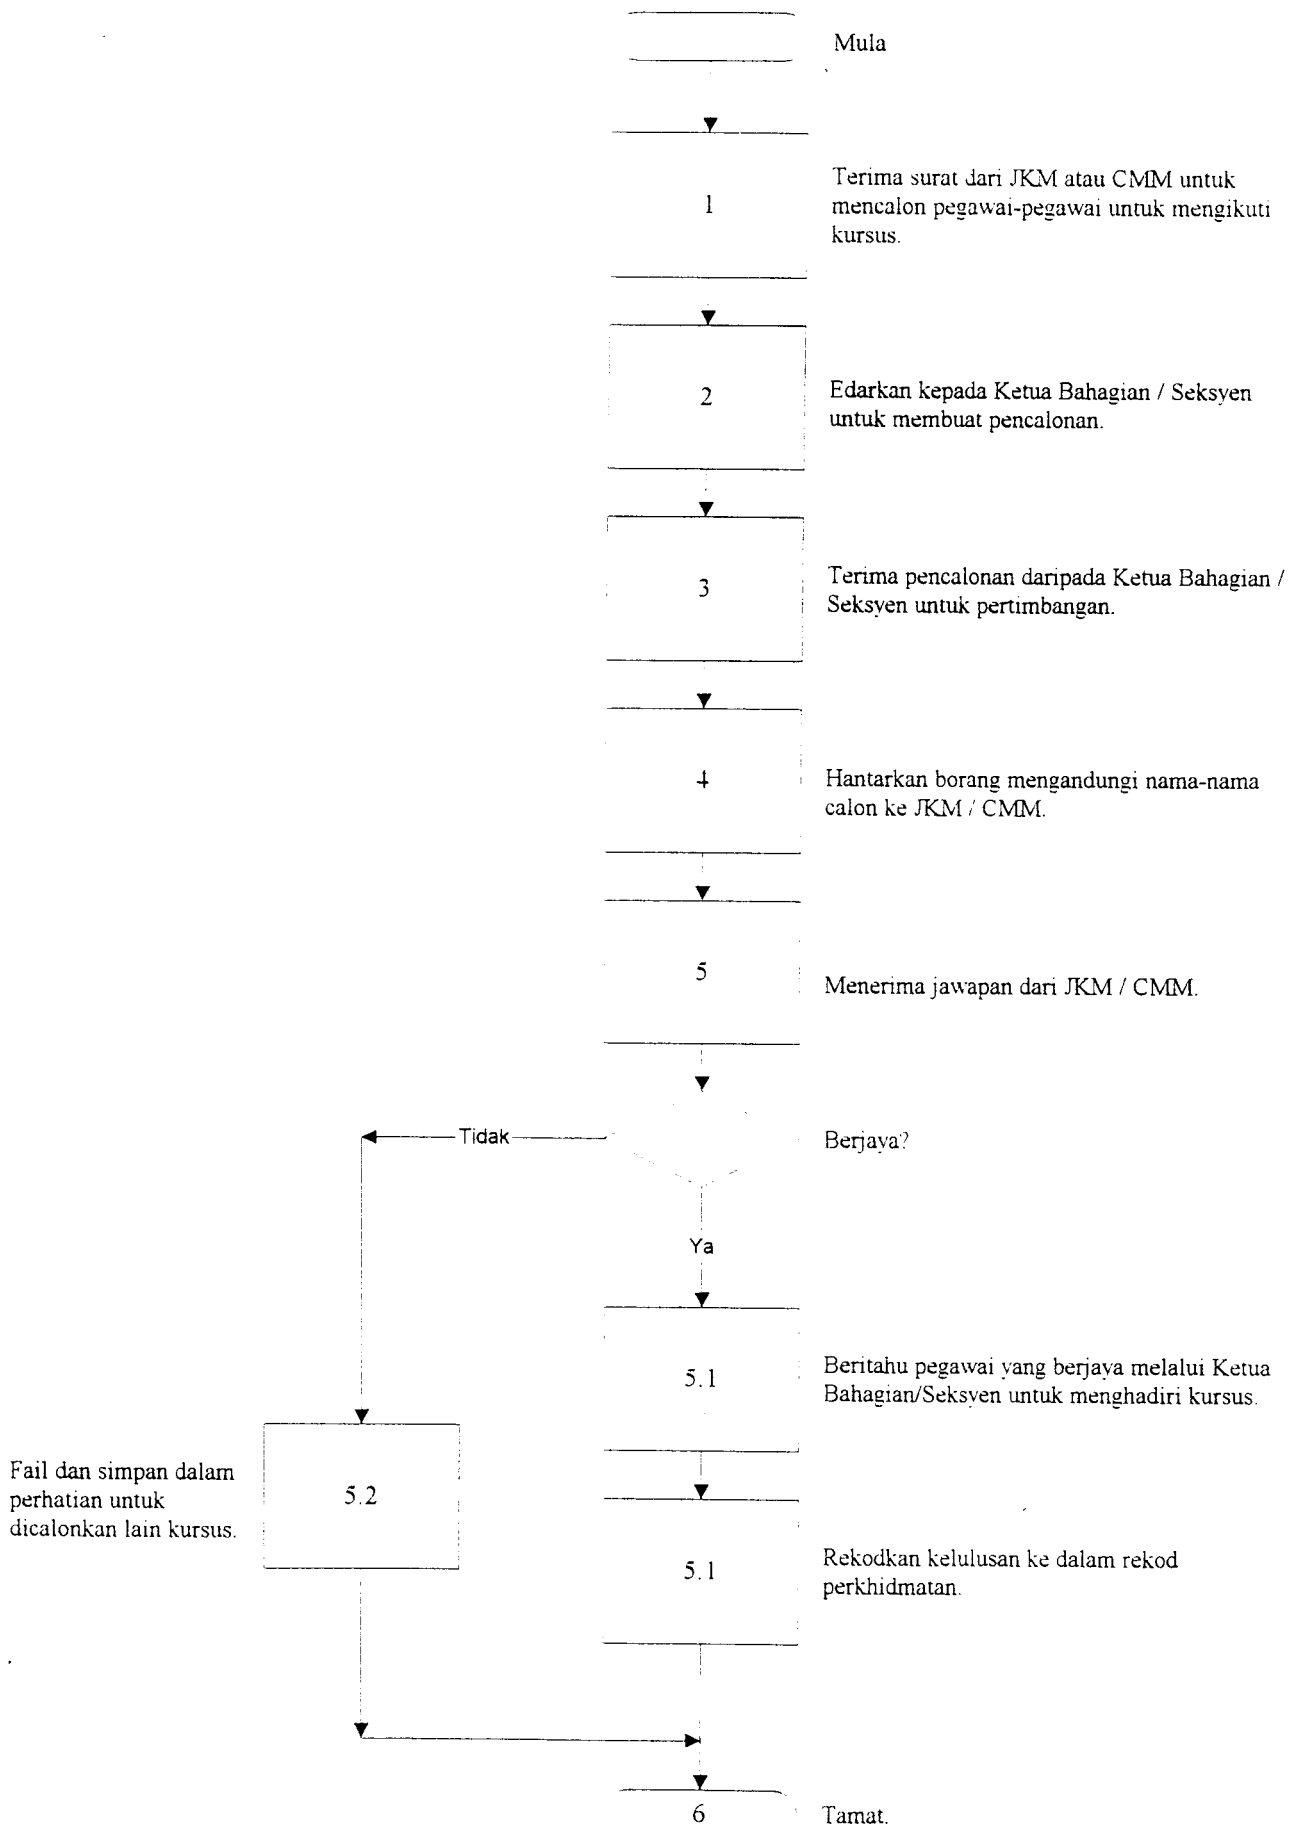 Mula
1
Terima surat dari JKM atau CMM untuk
mencalon pegawai-pegawai untuk mengikuti
kursus.
2
Edarkan kepada Ketua Bahagian / Seksyen
untuk membuat pencalonan.
3
Terima pencalonan daripada Ketua Bahagian /
Seksyen untuk pertimbangan.
4
Hantarkan borang mengandungi nama-nama
calon ke JKM / CMM.
5
Menerima jawapan dari JKM / CMM.
Tidak
Berjaya?
Ya
5.1
Beritahu pegawai yang berjaya melalui Ketua
Bahagian/Seksyen untuk menghadiri kursus.
Fail dan simpan dalam
perhatian untuk
dicalonkan lain kursus.
5.2
5.1
Rekodkan kelulusan ke dalam rekod
perkhidmatan.
6
Tamat.